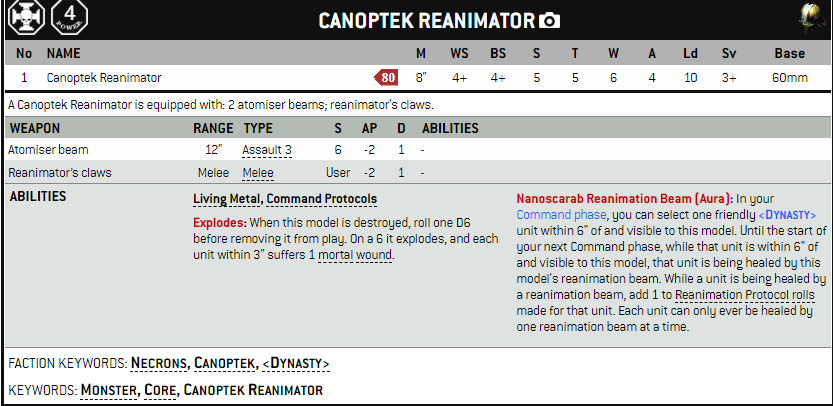 4
POWER
CANOPTEK REANIMATOR
No NAME M WS BS S T W A Ld Sv Base
1 Canoptek Reanimator 80 8" 4+ 4+ 5 5 6 4 10 3+ 60mm
A Canoptek Reanimator is equipped with: 2 atomiser beams; reanimator's claws.
WEAPON RANGE TYPE S AP D ABILITIES
Atomiser beam 12" Assault 3 6 -2 1 -
Reanimator's claws Melee Melee User -2 1 -
ABILITIES
Living Metal, Command Protocols
Explodes: When this model is destroyed, roll one D6
before removing it from play. On a 6 it explodes, and each
unit within 3" suffers 1 mortal wound.
Nanoscarab Reanimation Beam (Aura): In your
Command phase, you can select one friendly <DYNASTY>
unit within 6" of and visible to this model. Until the start of
your next Command phase, while that unit is within 6" of
and visible to this model, that unit is being healed by this
model's reanimation beam. While a unit is being healed by
a reanimation beam, add 1 to Reanimation Protocol rolls
made for that unit. Each unit can only ever be healed by
one reanimation beam at a time.
FACTION KEYWORDS: NECRONS, CANOPTEK, <DYNASTY>
KEYWORDS: MONSTER, CORE, CANOPTEK REANIMATOR